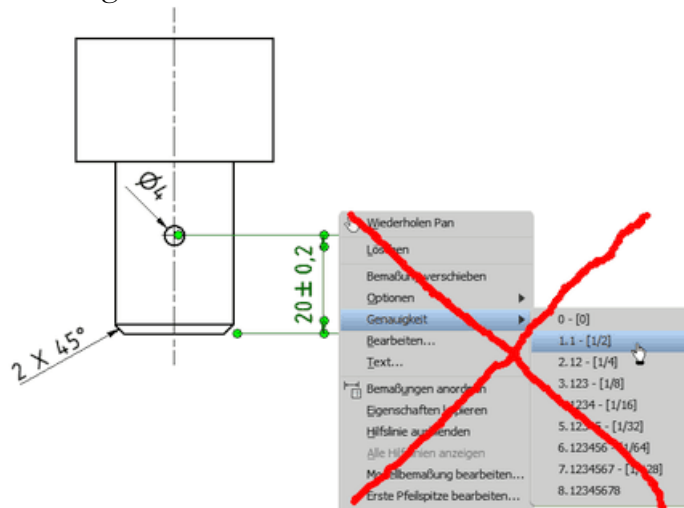 Ø4
20±0,2
2 X 45°
Wiederholen Pan
Löschen
Bemaßung verschieben
Optionen
Genauigkeit
Bearbeiten...
Text...
Bemaßungen anordnen
Eigenschaften kopieren
Hilfslinie ausblenden
Alle Hilfslinien anzeigen
Modellbemaßung bearbeiten...
Erste Pfeilspitze bearbeiten...
0 - [0]
1.1 - [1/2]
2.12 - [1/4]
3.123 - [1/8]
4.1234 - [1/16]
5.12345 - [1/32]
6.123456 - [1/64]
7.1234567 - [1/128]
8.12345678